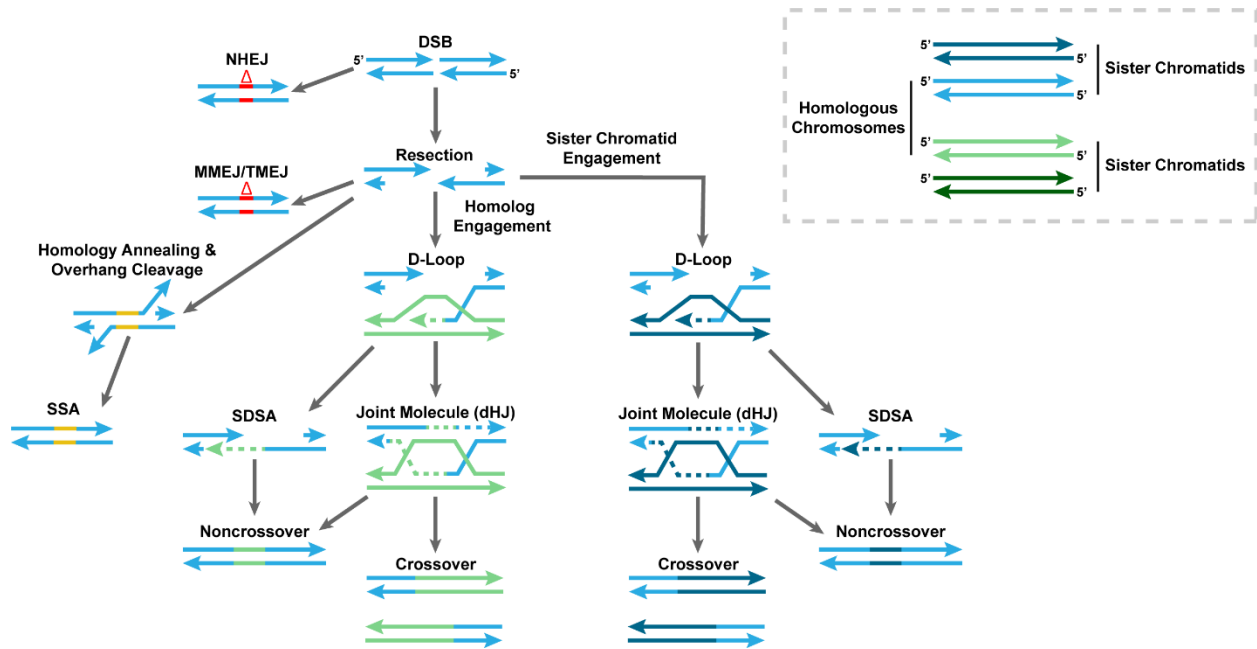 DSB
NHEJ
Δ
5’
5’
Resection
Sister Chromatid
Engagement
MMEJ/TMEJ
Δ
Homolog
Engagement
Homology Annealing &
Overhang Cleavage
D-Loop
D-Loop
SSA
SDSA
Joint Molecule (dHJ)
Joint Molecule (dHJ)
SDSA
Noncrossover
Noncrossover
Crossover
Crossover
5’
5’
Sister Chromatids
5’
5’
Homologous
Chromosomes
5’
5’
Sister Chromatids
5’
5’